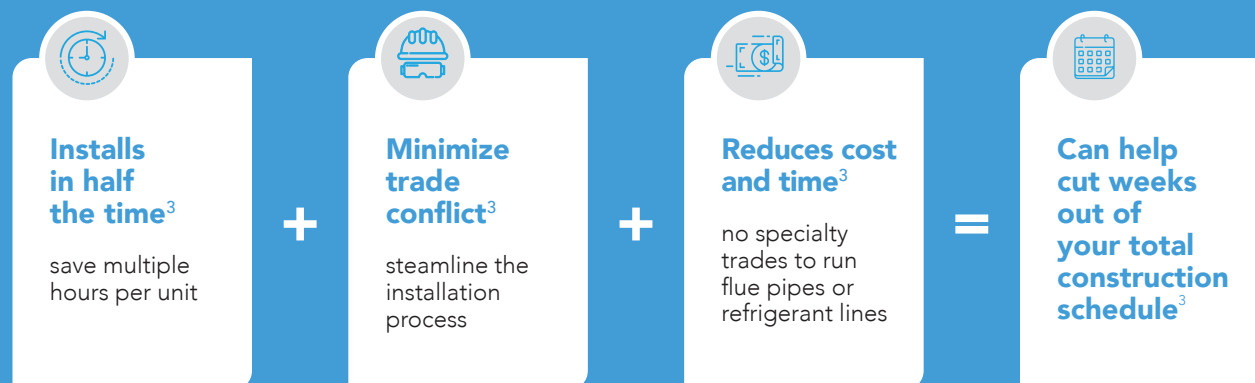 Installs
in half
the time3
save multiple
hours per unit
+
Minimize
trade
conflict3
steamline the
installation
process
+
Reduces cost
and time3
no specialty
trades to run
flue pipes or
refrigerant lines
=
Can help
cut weeks
out of
your total
construction
schedule3